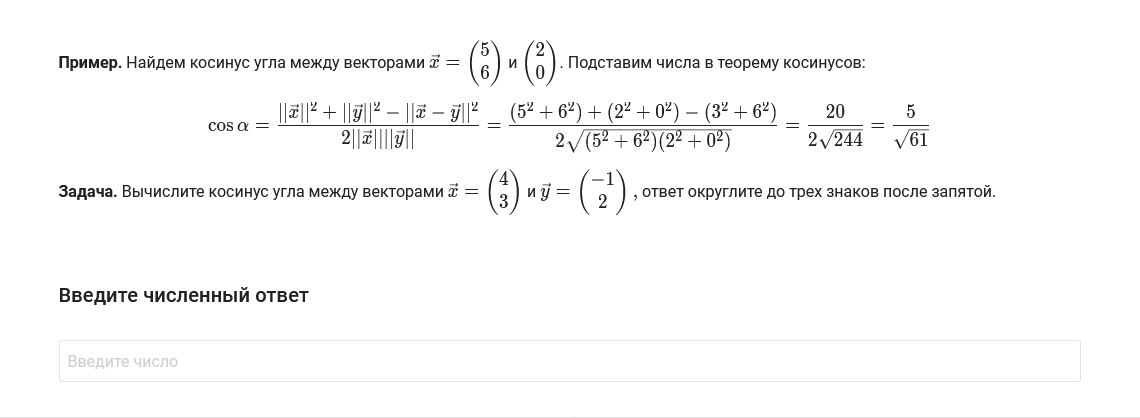 Пример. Найдем косинус угла между векторами $\vec{x} = \begin{pmatrix} 5 \\ 6 \end{pmatrix}$ и $\begin{pmatrix} 2 \\ 0 \end{pmatrix}$. Подставим числа в теорему косинусов:
$\cos \alpha = \frac{||\vec{x}||^2 + ||\vec{y}||^2 - ||\vec{x} - \vec{y}||^2}{2||\vec{x}||||\vec{y}||} = \frac{(5^2 + 6^2) + (2^2 + 0^2) - (3^2 + 6^2)}{2\sqrt{(5^2 + 6^2)(2^2 + 0^2)}} = \frac{20}{2\sqrt{244}} = \frac{5}{\sqrt{61}}$
Задача. Вычислите косинус угла между векторами $\vec{x} = \begin{pmatrix} 4 \\ 3 \end{pmatrix}$ и $\vec{y} = \begin{pmatrix} -1 \\ 2 \end{pmatrix}$, ответ округлите до трех знаков после запятой.
Введите численный ответ
Введите число